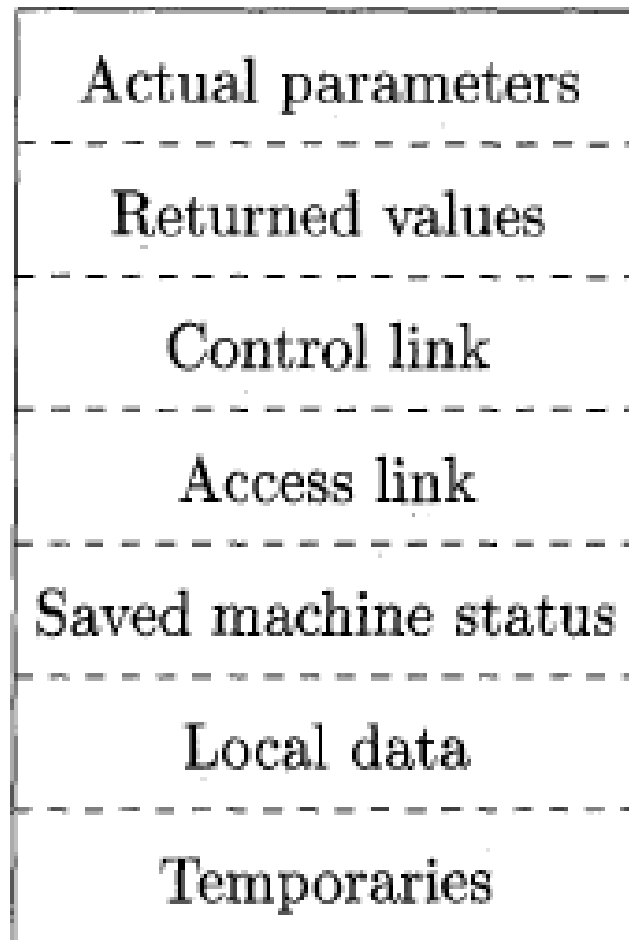 Actual parameters
Returned values
Control link
Access link
Saved machine status
Local data
Temporaries